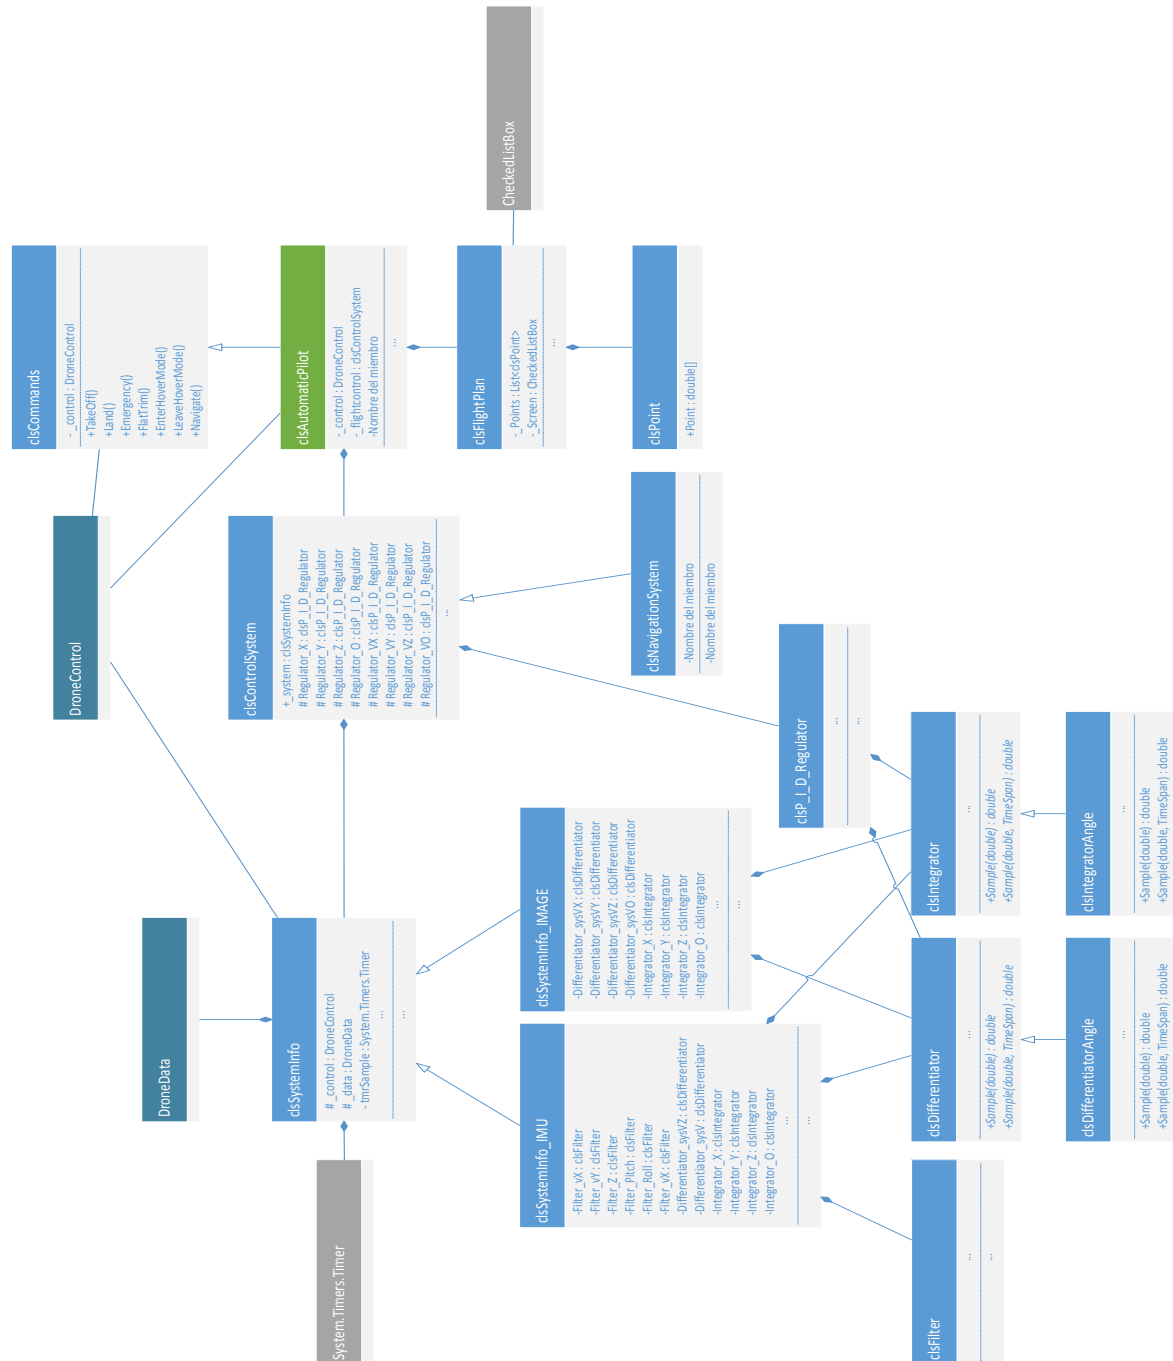 CheckedListBox
clsCommands
- _control : DroneControl
+TakeOff()
+Land()
+Emergency()
+FlatTrim()
+EnterHoverMode()
+LeaveHoverMode()
+Navigate()
clsAutomaticPilot
-_control : DroneControl
-_flightcontrol : clsControlSystem
-Nombre del miembro
...
clsFlightPlan
-_Points : List<clsPoint>
-_Screen : CheckedListBox
...
clsPoint
+Point : double[]
DroneControl
clsControlSystem
+_system : clsSystemInfo
# Regulator_X : clsP_I_D_Regulator
# Regulator_Y : clsP_I_D_Regulator
# Regulator_Z : clsP_I_D_Regulator
# Regulator_O : clsP_I_D_Regulator
# Regulator_VX : clsP_I_D_Regulator
# Regulator_VY : clsP_I_D_Regulator
# Regulator_VZ : clsP_I_D_Regulator
# Regulator_VO : clsP_I_D_Regulator
...
clsNavigationSystem
-Nombre del miembro
-Nombre del miembro
clsP_I_D_Regulator
...
...
DroneData
clsSystemInfo
# _control : DroneControl
# _data : DroneData
- tmrSample : System.Timers.Timer
...
...
clsSystemInfo_IMAGE
-Differentiator_sysVX : clsDifferentiator
-Differentiator_sysVY : clsDifferentiator
-Differentiator_sysVZ : clsDifferentiator
-Differentiator_sysVO : clsDifferentiator
-Integrator_X : clsIntegrator
-Integrator_Y : clsIntegrator
-Integrator_Z : clsIntegrator
-Integrator_O : clsIntegrator
...
...
clsIntegrator
...
+Sample(double) : double
+Sample(double, TimeSpan) : double
clsIntegratorAngle
...
+Sample(double) : double
+Sample(double, TimeSpan) : double
System.Timers.Timer
clsSystemInfo_IMU
-Filter_vX : clsFilter
-Filter_vY : clsFilter
-Filter_Z : clsFilter
-Filter_Pitch : clsFilter
-Filter_Roll : clsFilter
-Filter_vX : clsFilter
-Differentiator_sysVZ : clsDifferentiator
-Differentiator_sysV : clsDifferentiator
-Integrator_X : clsIntegrator
-Integrator_Y : clsIntegrator
-Integrator_Z : clsIntegrator
-Integrator_O : clsIntegrator
...
...
clsDifferentiator
...
+Sample(double) : double
+Sample(double, TimeSpan) : double
clsDifferentiatorAngle
...
+Sample(double) : double
+Sample(double, TimeSpan) : double
clsFilter
...
...